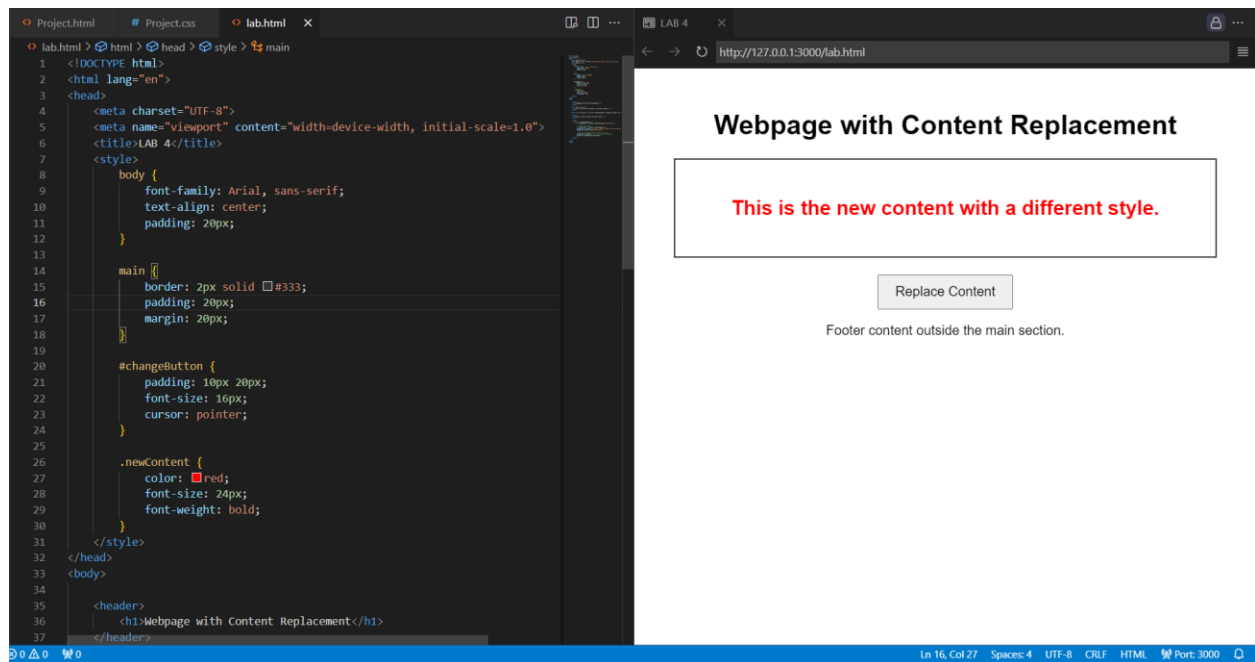 Project.html # Project.css lab.html ×
lab.html > html > head > style > main
1 <!DOCTYPE html>
2 <html lang="en">
3 <head>
4 <meta charset="UTF-8">
5 <meta name="viewport" content="width=device-width, initial-scale=1.0">
6 <title>LAB 4</title>
7 <style>
8 body {
9 font-family: Arial, sans-serif;
10 text-align: center;
11 padding: 20px;
12 }
13
14 main {
15 border: 2px solid #333;
16 padding: 20px;
17 margin: 20px;
18 }
19
20 #changeButton {
21 padding: 10px 20px;
22 font-size: 16px;
23 cursor: pointer;
24 }
25
26 .newContent {
27 color: red;
28 font-size: 24px;
29 font-weight: bold;
30 }
31 </style>
32 </head>
33 <body>
34
35 <header>
36 <h1>Webpage with Content Replacement</h1>
37 </header>
LAB 4 ×
http://127.0.0.1:3000/lab.html
Webpage with Content Replacement
This is the new content with a different style.
Replace Content
Footer content outside the main section.
0 0 0 Ln 16, Col 27 Spaces: 4 UTF-8 CRLF HTML Port: 3000